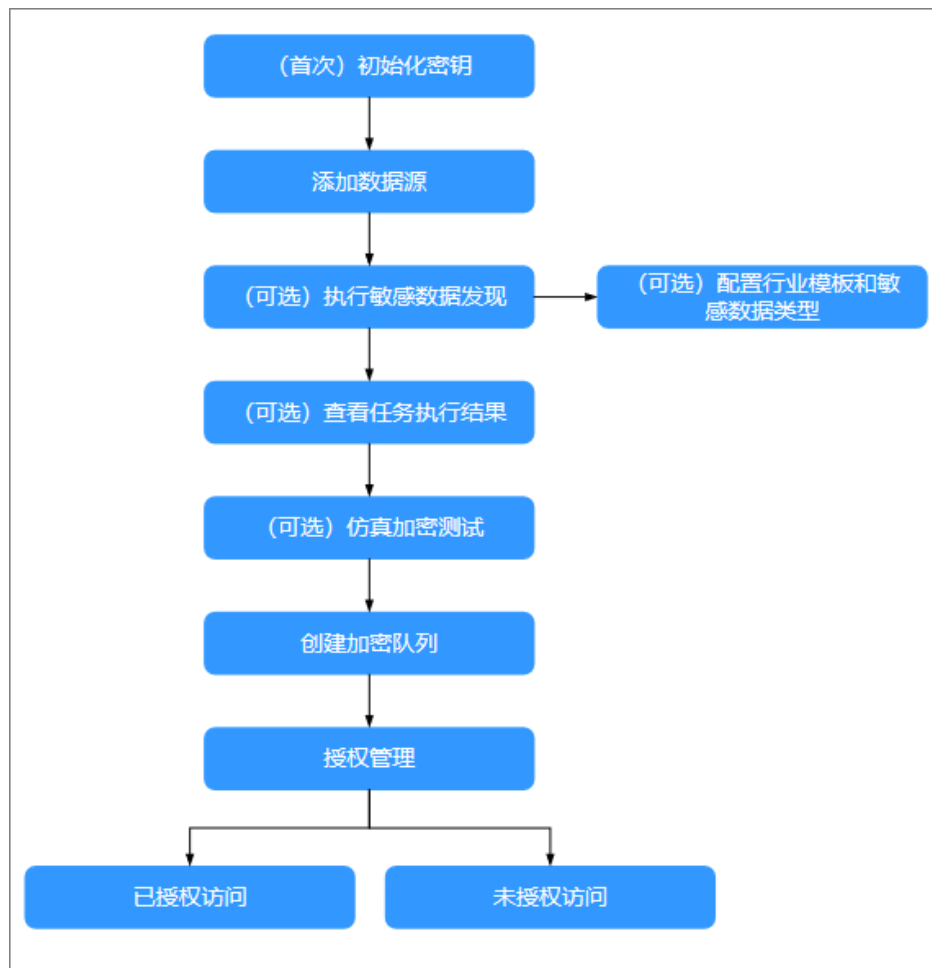 （首次）初始化密钥
添加数据源
（可选）执行敏感数据发现
（可选）配置行业模板和敏
感数据类型
（可选）查看任务执行结果
（可选）仿真加密测试
创建加密队列
授权管理
已授权访问
未授权访问